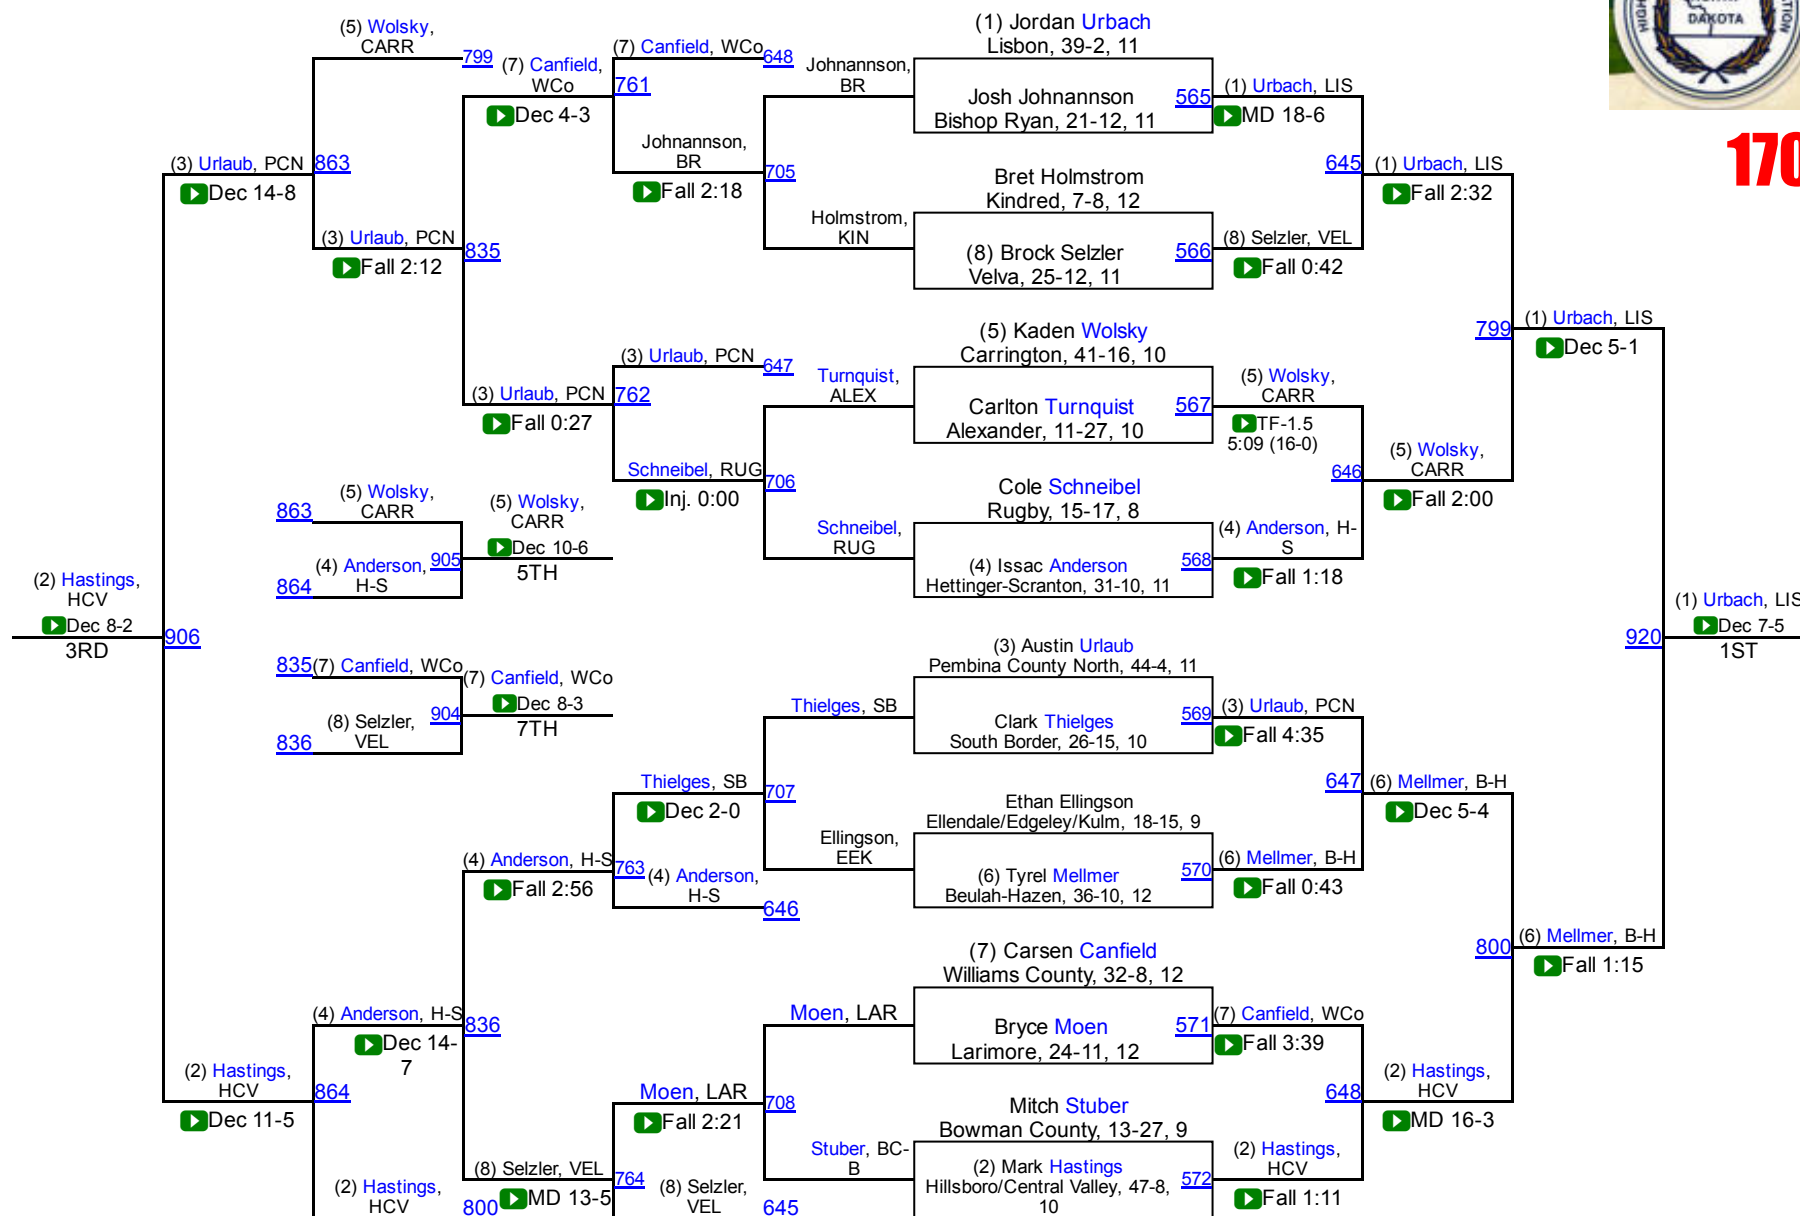 (5) Wolsky,
CARR
799
(7) Canfield,
WCo
Dec 4-3
(7) Canfield, WCo
648
761
Johnannson,
BR
Johnannson,
BR
705
Fall 2:18
Holmstrom,
KIN
(3) Urlaub, PCN
863
Dec 14-8
(3) Urlaub, PCN
835
Fall 2:12
(3) Urlaub, PCN
647
(3) Urlaub, PCN
762
Fall 0:27
Turnquist,
ALEX
Schneibel, RUG
706
Inj. 0:00
Schneibel,
RUG
(1) Jordan Urbach
Lisbon, 39-2, 11
Josh Johnannson
Bishop Ryan, 21-12, 11
565
(1) Urbach, LIS
MD 18-6
Bret Holmstrom
Kindred, 7-8, 12
(8) Brock Selzler
Velva, 25-12, 11
566
(8) Selzler, VEL
Fall 0:42
645
(1) Urbach, LIS
Fall 2:32
(5) Kaden Wolsky
Carrington, 41-16, 10
Carlton Turnquist
Alexander, 11-27, 10
567
(5) Wolsky,
CARR
TF-1.5
5:09 (16-0)
Cole Schneibel
Rugby, 15-17, 8
(4) Issac Anderson
Hettinger-Scranton, 31-10, 11
568
(4) Anderson, H-
S
Fall 1:18
646
(5) Wolsky,
CARR
Fall 2:00
799
(1) Urbach, LIS
Dec 5-1
DAKOTA
170
863
(5) Wolsky,
CARR
864
(4) Anderson,
H-S
905
(5) Wolsky,
CARR
Dec 10-6
5TH
(2) Hastings,
HCV
Dec 8-2
3RD
906
835
(7) Canfield, WCo
836
(8) Selzler,
VEL
904
(7) Canfield, WCo
Dec 8-3
7TH
(3) Austin Urlaub
Pembina County North, 44-4, 11
Clark Thielges
South Border, 26-15, 10
569
(3) Urlaub, PCN
Fall 4:35
Thielges, SB
Thielges, SB
707
Dec 2-0
Ellingson,
EEK
Ethan Ellingson
Ellendale/Edgeley/Kulm, 18-15, 9
(6) Tyrel Mellmer
Beulah-Hazen, 36-10, 12
570
(6) Mellmer, B-H
Fall 0:43
647
(6) Mellmer, B-H
Dec 5-4
(4) Anderson, H-S
763
Fall 2:56
(4) Anderson,
H-S
646
(1) Urbach, LIS
Dec 7-5
1ST
920
800
(6) Mellmer, B-H
Fall 1:15
(7) Carsen Canfield
Williams County, 32-8, 12
Bryce Moen
Larimore, 24-11, 12
571
(7) Canfield, WCo
Fall 3:39
Moen, LAR
Moen, LAR
708
Fall 2:21
Stuber, BC-
B
Mitch Stuber
Bowman County, 13-27, 9
(2) Mark Hastings
Hillsboro/Central Valley, 47-8,
10
572
(2) Hastings,
HCV
Fall 1:11
648
(2) Hastings,
HCV
MD 16-3
(4) Anderson, H-S
836
Dec 14-
7
(2) Hastings,
HCV
864
Dec 11-5
(2) Hastings,
HCV
800
(8) Selzler, VEL
764
MD 13-5
(8) Selzler,
VEL
645